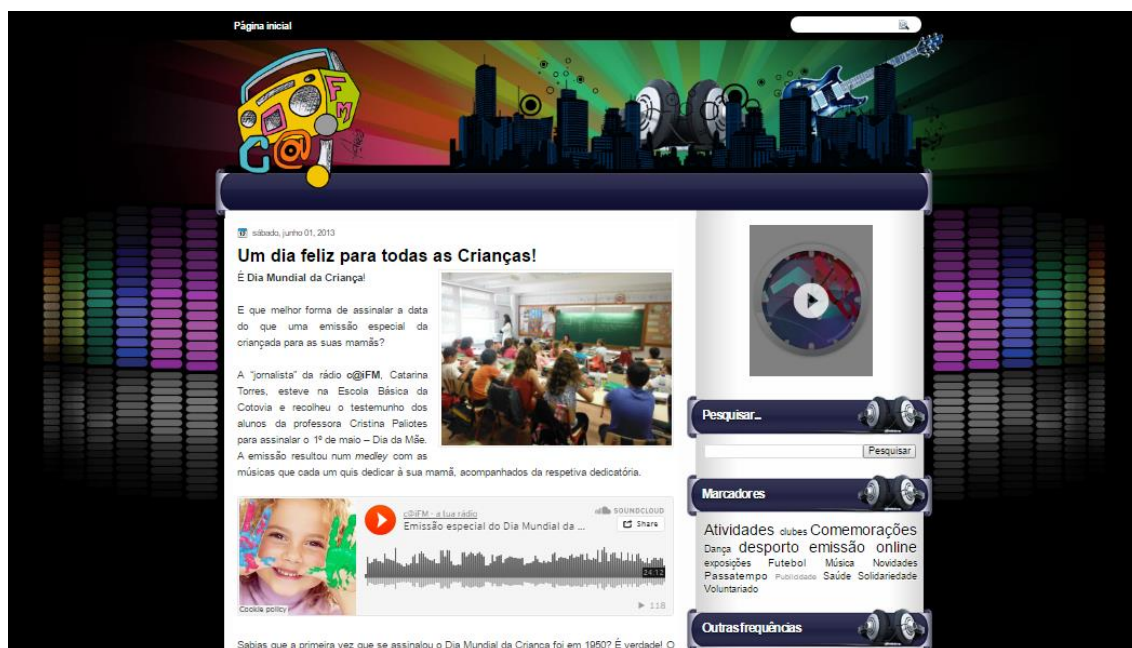 Página inicial
FM
C@i
sábado, junho 01, 2013
Um dia feliz para todas as Crianças!
É Dia Mundial da Criança!
E que melhor forma de assinalar a data
do que uma emissão especial da
criançada para as suas mamãs?
A "jornalista" da rádio c@iFM, Catarina
Torres, esteve na Escola Básica da
Cotovia e recolheu o testemunho dos
alunos da professora Cristina Paliotes
para assinalar o 1º de maio – Dia da Mãe.
A emissão resultou num medley com as
músicas que cada um quis dedicar à sua mamã, acompanhados da respetiva dedicatória.
c@iFM - a tua rádio
Emissão especial do Dia Mundial da ...
SOUNDCLOUD
Share
24:12
118
Cookie policy
Sabias que a primeira vez que se assinalou o Dia Mundial da Criança foi em 1950? É verdade! O
Pesquisar...
Pesquisar
Marcadores
Atividades clubes Comemorações
Dança desporto emissão online
exposições Futebol Música Novidades
Passatempo Publicidade Saúde Solidariedade
Voluntariado
Outras frequências